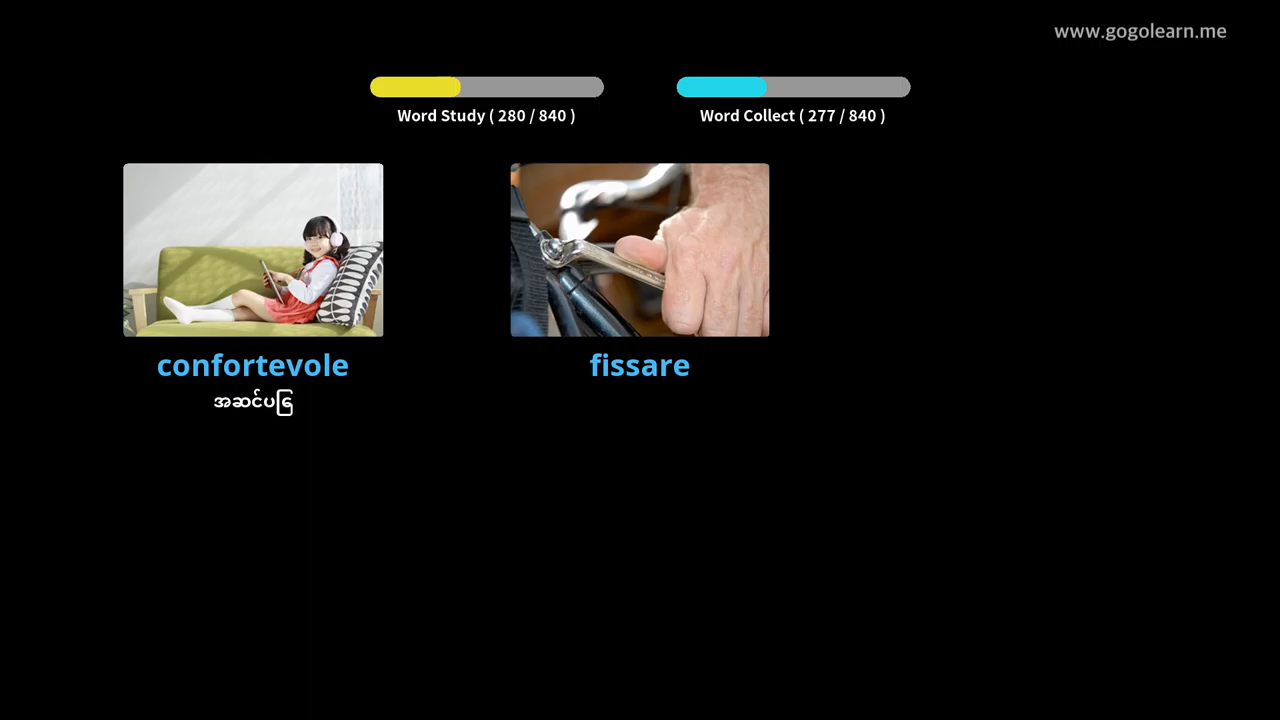 www.gogolearn.me
Word Study ( 280 / 840 )
Word Collect ( 277 / 840 )
confortevole
fissare
အဆင်ပြေ